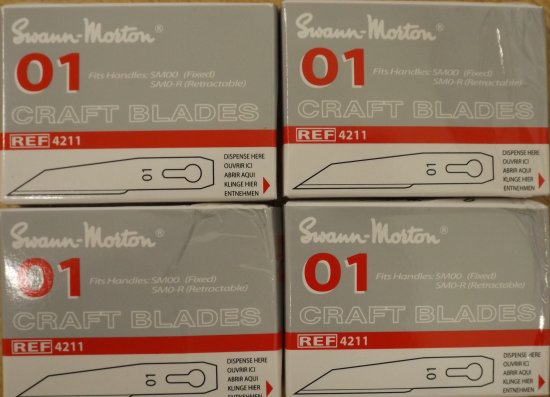 Swann-Morton®
01
Fits Handles: SM00 (Fixed)
SM0-R (Retractable)
CRAFT BLADES
REF 4211
01
DISPENSE HERE
OUVRIR ICI
ABRIR AQUI
KLINGE HIER
ENTNEHMEN
Swann-Morton®
01
Fits Handles: SM00 (Fixed)
SM0-R (Retractable)
CRAFT BLADES
REF 4211
01
DISPENSE HERE
OUVRIR ICI
ABRIR AQUI
KLINGE HIER
ENTNEHMEN
Swann-Morton®
01
Fits Handles: SM00 (Fixed)
SM0-R (Retractable)
CRAFT BLADES
REF 4211
01
DISPENSE HERE
OUVRIR ICI
ABRIR AQUI
KLINGE HIER
ENTNEHMEN
Swann-Morton®
01
Fits Handles: SM00 (Fixed)
SM0-R (Retractable)
CRAFT BLADES
REF 4211
01
DISPENSE HERE
OUVRIR ICI
ABRIR AQUI
KLINGE HIER
ENTNEHMEN